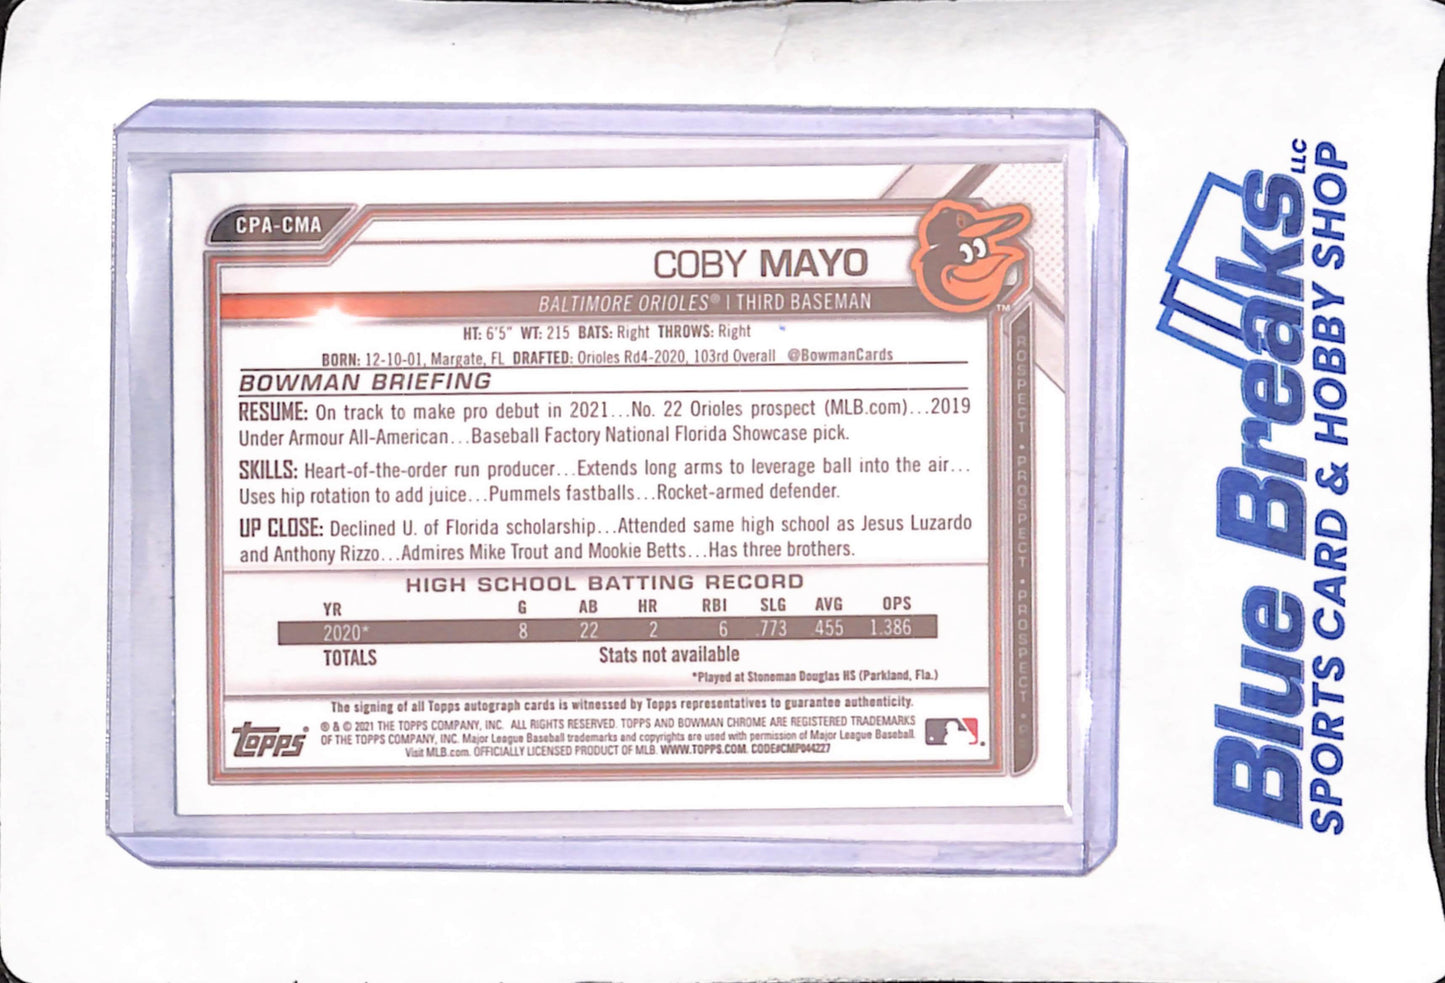 CPA-CMA
COBY MAYO
BALTIMORE ORIOLES® | THIRD BASEMAN
HT: 6'5" WT: 215 BATS: Right THROWS: Right
BORN: 12-10-01, Margate, FL DRAFTED: Orioles Rd4-2020, 103rd Overall @BowmanCards
BOWMAN BRIEFING
RESUME: On track to make pro debut in 2021...No. 22 Orioles prospect (MLB.com)...2019
Under Armour All-American...Baseball Factory National Florida Showcase pick.
SKILLS: Heart-of-the-order run producer...Extends long arms to leverage ball into the air...
Uses hip rotation to add juice...Pummels fastballs...Rocket-armed defender.
UP CLOSE: Declined U. of Florida scholarship...Attended same high school as Jesus Luzardo
and Anthony Rizzo...Admires Mike Trout and Mookie Betts...Has three brothers.
HIGH SCHOOL BATTING RECORD
YR G AB HR RBI SLG AVG OPS
2020* 8 22 2 6 .773 .455 1.386
TOTALS Stats not available
*Played at Stoneman Douglas HS (Parkland, Fla.)
The signing of all Topps autograph cards is witnessed by Topps representatives to guarantee authenticity.
® & © 2021 THE TOPPS COMPANY, INC. ALL RIGHTS RESERVED. TOPPS AND BOWMAN CHROME ARE REGISTERED TRADEMARKS
OF THE TOPPS COMPANY, INC. Major League Baseball trademarks and copyrights are used with permission of Major League Baseball.
Visit MLB.com. OFFICIALLY LICENSED PRODUCT OF MLB. WWW.TOPPS.COM. CODE#CMP044227
Topps
TM
ROSPECT • PROSPECT • PROSPECT • P
Blue Breaks LLC
SPORTS CARD & HOBBY SHOP